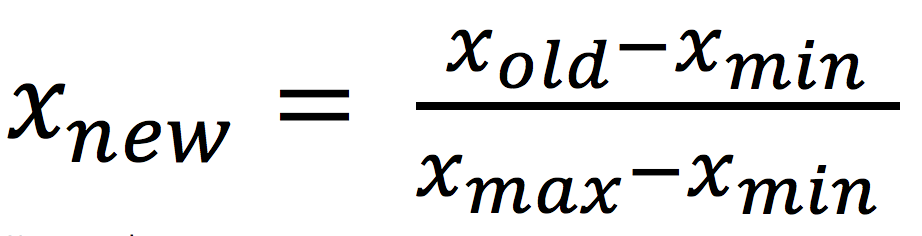 x_new = (x_old − x_min) / (x_max − x_min)